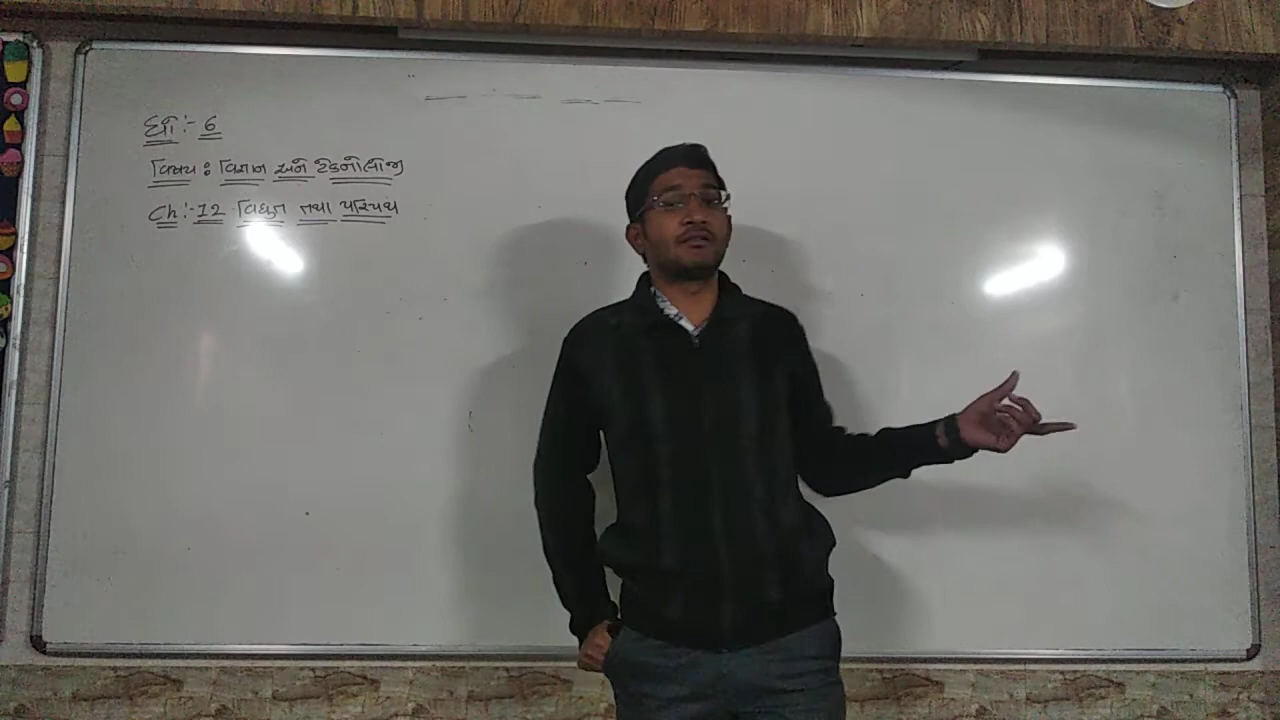 ધો :- 6
વિષય : વિજ્ઞાન અને ટેકનોલોજી
Ch :- 12 વિદ્યુત તથા પરિપથ